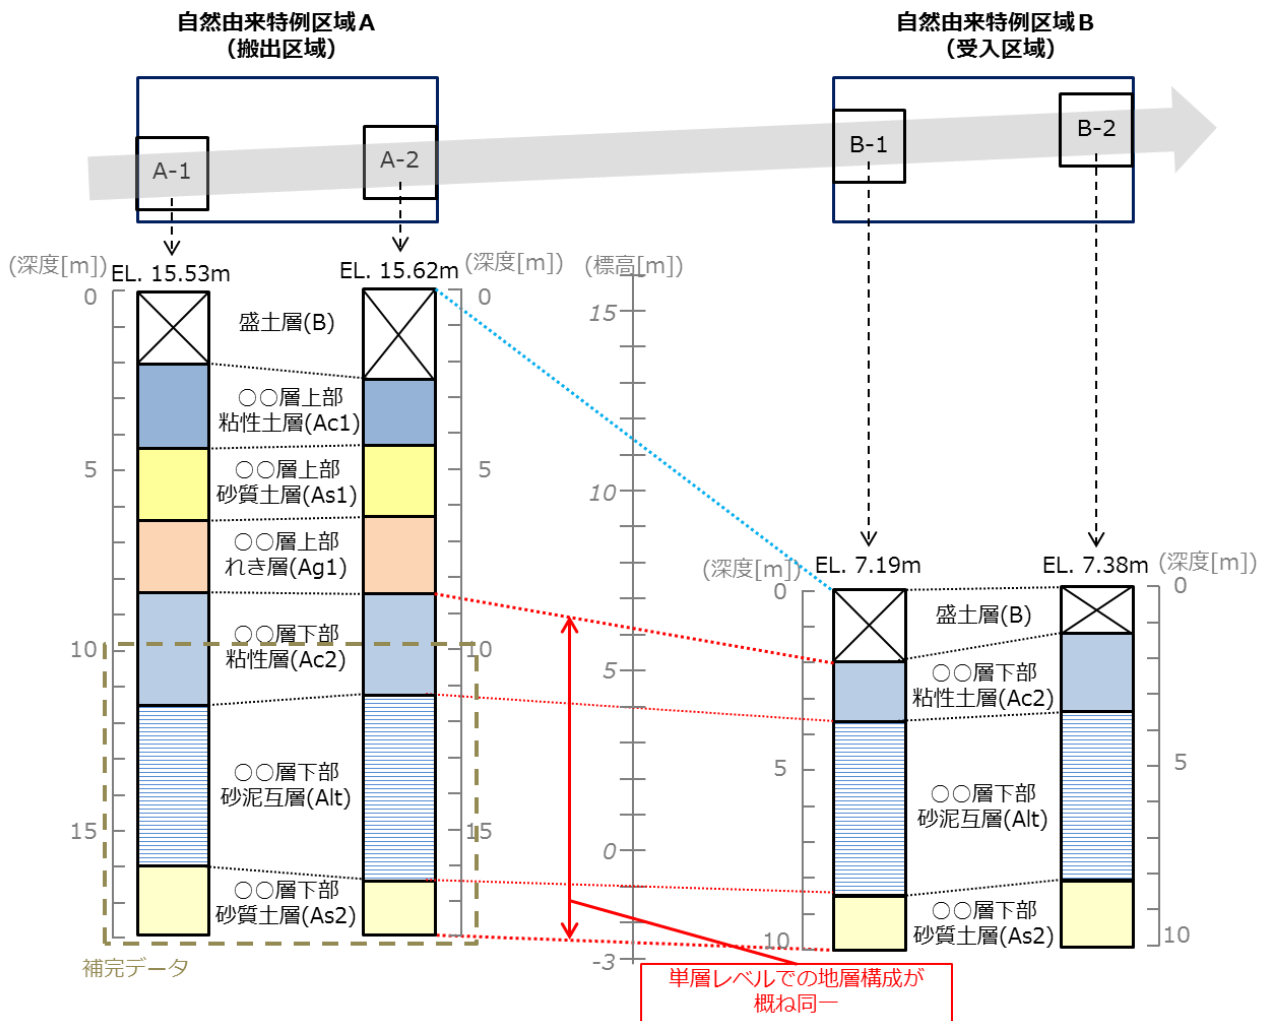 自然由来特例区域A
（搬出区域）
自然由来特例区域B
（受入区域）
A-1
A-2
B-1
B-2
(深度[m])
EL. 15.53m
EL. 15.62m
(深度[m])
(標高[m])
0
5
10
15
盛土層(B)
○○層上部
粘性土層(Ac1)
○○層上部
砂質土層(As1)
○○層上部
れき層(Ag1)
○○層下部
粘性層(Ac2)
○○層下部
砂泥互層(Alt)
○○層下部
砂質土層(As2)
0
5
10
15
補完データ
15
10
5
0
-3
(深度[m])
EL. 7.19m
EL. 7.38m
(深度[m])
0
5
10
盛土層(B)
○○層下部
粘性土層(Ac2)
○○層下部
砂泥互層(Alt)
○○層下部
砂質土層(As2)
0
5
10
単層レベルでの地層構成が
概ね同一